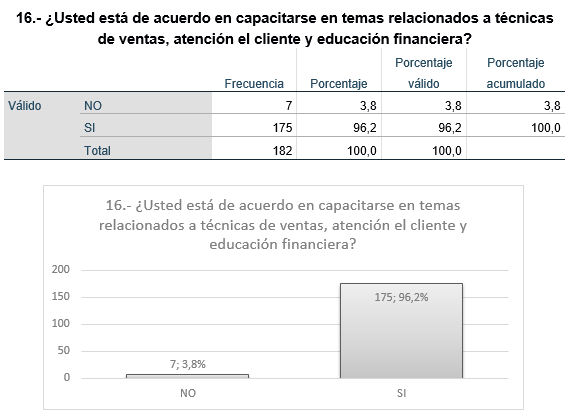 16.- ¿Usted está de acuerdo en capacitarse en temas relacionados a técnicas
de ventas, atención el cliente y educación financiera?
Frecuencia Porcentaje Porcentaje válido Porcentaje acumulado
Válido NO 7 3,8 3,8 3,8
SI 175 96,2 96,2 100,0
Total 182 100,0 100,0
16.- ¿Usted está de acuerdo en capacitarse en temas
relacionados a técnicas de ventas, atención el cliente y
educación financiera?
200
150
100
50
0
7; 3,8%
175; 96,2%
NO SI